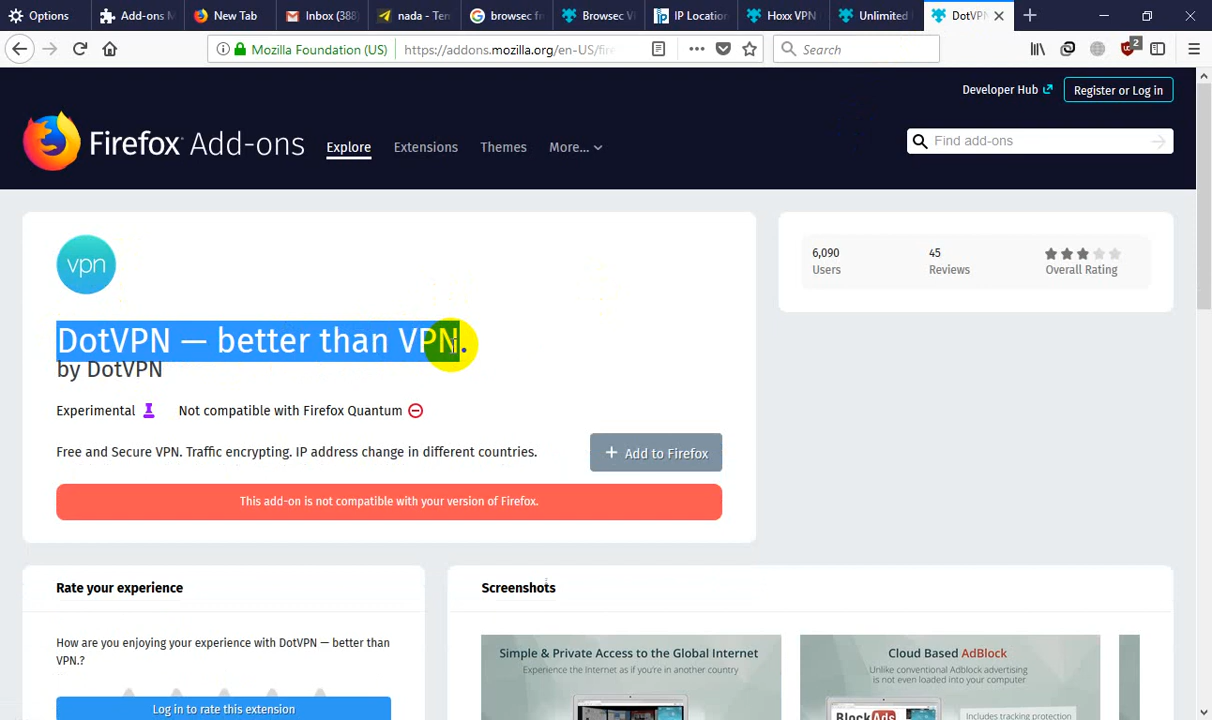 Options
Add-ons M
New Tab
Inbox (388)
nada - Ten
browsec fr
Browsec V
IP Location
Hoxx VPN
Unlimited
DotVPN
Mozilla Foundation (US)
https://addons.mozilla.org/en-US/fire
Search
2
Developer Hub
Register or Log in
Firefox Add-ons
Explore
Extensions
Themes
More...
Find add-ons
vpn
6,090
Users
45
Reviews
Overall Rating
DotVPN — better than VPN.
by DotVPN
Experimental
Not compatible with Firefox Quantum
Free and Secure VPN. Traffic encrypting. IP address change in different countries.
Add to Firefox
This add-on is not compatible with your version of Firefox.
Rate your experience
How are you enjoying your experience with DotVPN — better than
VPN.?
Log in to rate this extension
Screenshots
Simple & Private Access to the Global Internet
Experience the Internet as if you're in another country
Cloud Based AdBlock
Unlike conventional Adblock advertising
is not even loaded into your computer
BlockAds
Includes tracking protection